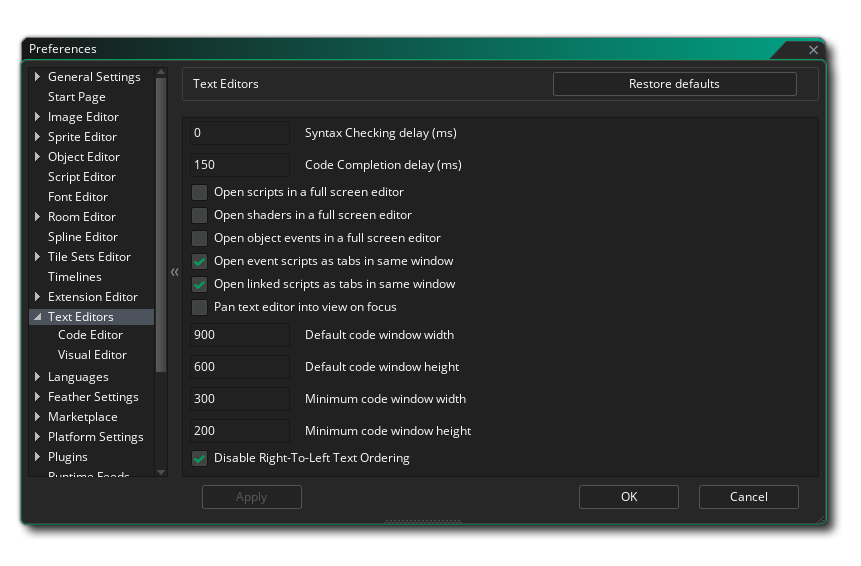 Preferences
General Settings
Start Page
Image Editor
Sprite Editor
Object Editor
Script Editor
Font Editor
Room Editor
Spline Editor
Tile Sets Editor
Timelines
Extension Editor
Text Editors
Code Editor
Visual Editor
Languages
Feather Settings
Marketplace
Platform Settings
Plugins
Runtime Feeds
Text Editors
Restore defaults
0 Syntax Checking delay (ms)
150 Code Completion delay (ms)
Open scripts in a full screen editor
Open shaders in a full screen editor
Open object events in a full screen editor
Open event scripts as tabs in same window
Open linked scripts as tabs in same window
Pan text editor into view on focus
900 Default code window width
600 Default code window height
300 Minimum code window width
200 Minimum code window height
Disable Right-To-Left Text Ordering
Apply
OK
Cancel